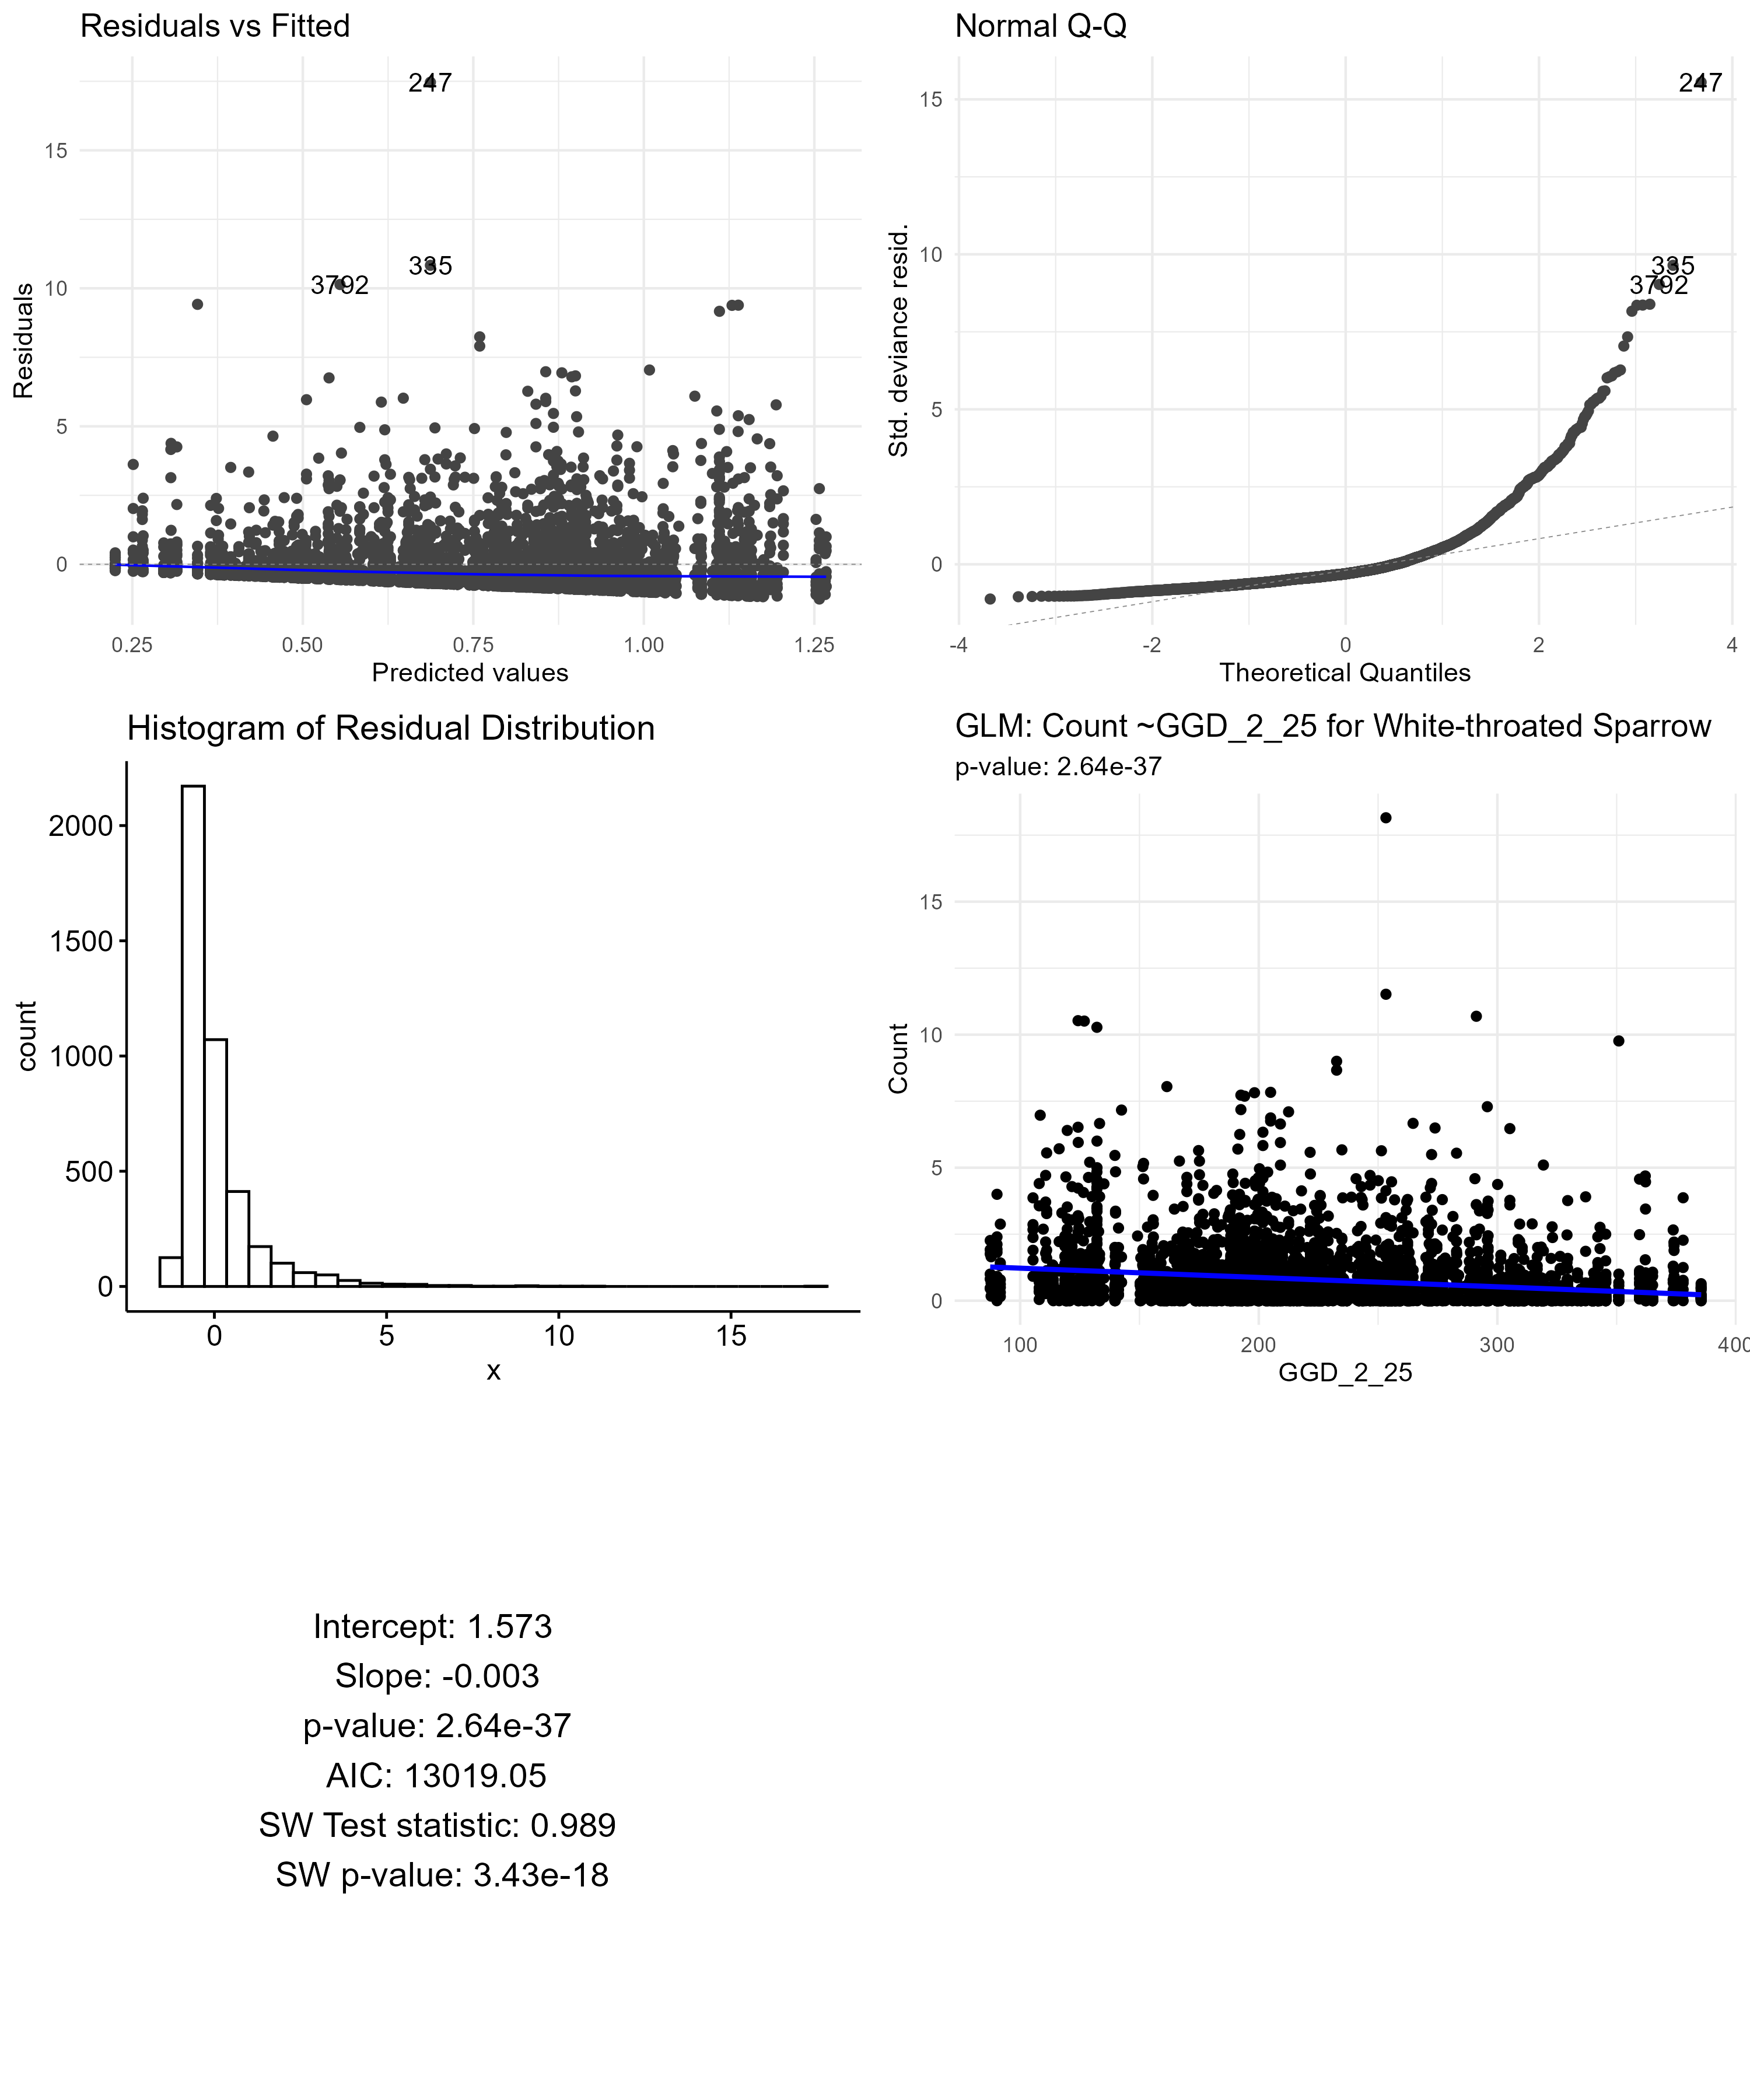 Residuals vs Fitted
247
335
3792
15
10
5
0
Residuals
0.25 0.50 0.75 1.00 1.25
Predicted values
Normal Q-Q
247
335
3792
15
10
5
0
Std. deviance resid.
-4 -2 0 2 4
Theoretical Quantiles
Histogram of Residual Distribution
2000
1500
1000
500
0
count
0 5 10 15
x
GLM: Count ~GGD_2_25 for White-throated Sparrow
p-value: 2.64e-37
15
10
5
0
Count
100 200 300 400
GGD_2_25
Intercept: 1.573
Slope: -0.003
p-value: 2.64e-37
AIC: 13019.05
SW Test statistic: 0.989
SW p-value: 3.43e-18